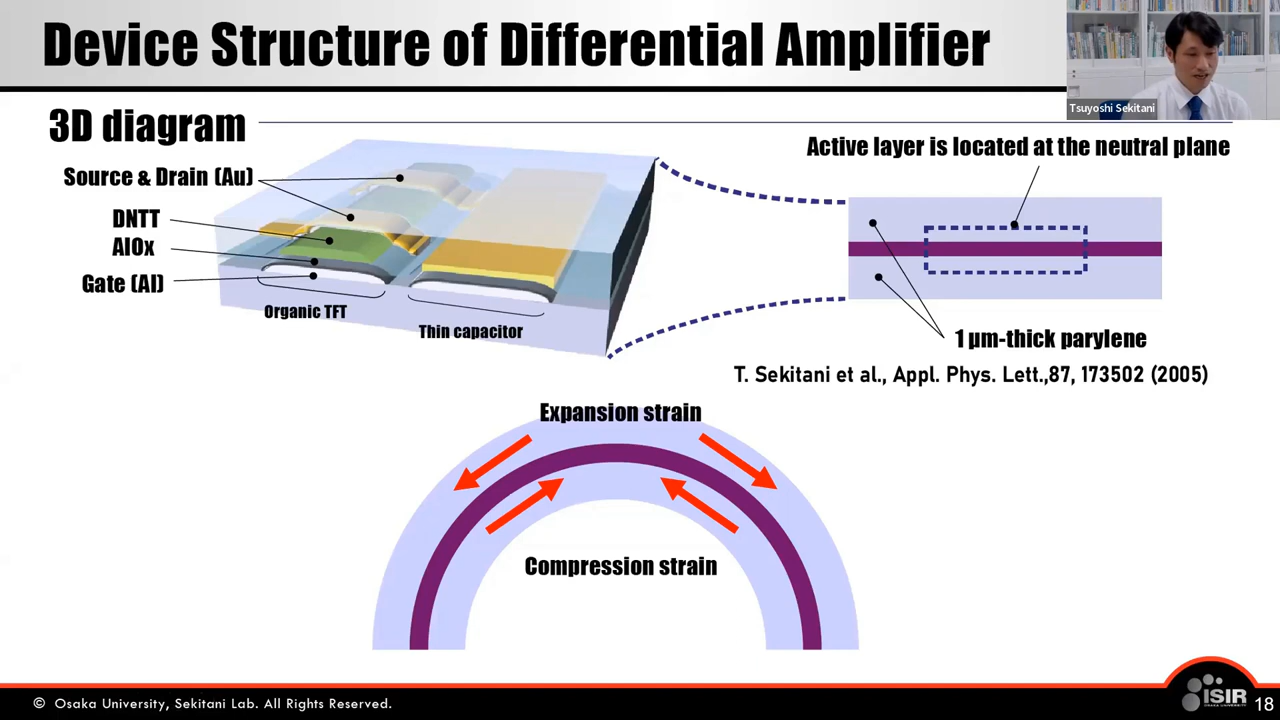 Device Structure of Differential Amplifier
Tsuyoshi Sekitani
3D diagram
Active layer is located at the neutral plane
Source & Drain (Au)
DNTT
AlOx
Gate (Al)
Organic TFT
Thin capacitor
1 μm-thick parylene
T. Sekitani et al., Appl. Phys. Lett.,87, 173502 (2005)
Expansion strain
Compression strain
© Osaka University, Sekitani Lab. All Rights Reserved.
ISIR
OSAKA UNIVERSITY
18